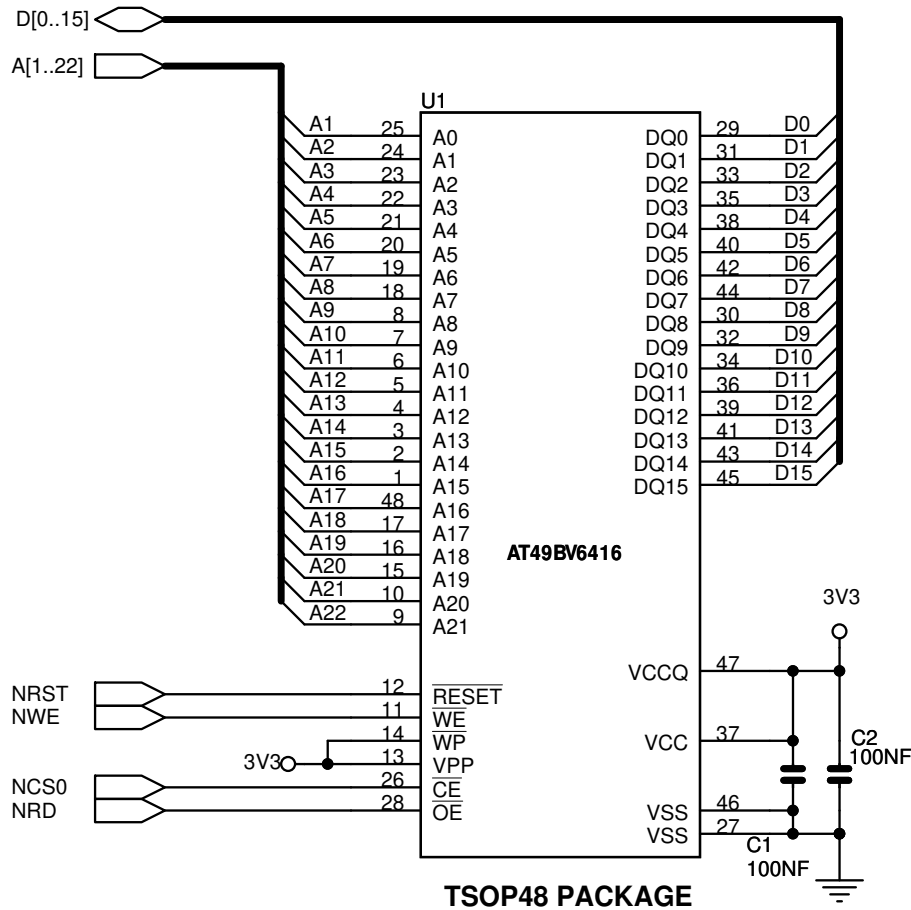 D[0..15]
A[1..22]
U1
A1 25 A0 DQ0 29 D0
A2 24 A1 DQ1 31 D1
A3 23 A2 DQ2 33 D2
A4 22 A3 DQ3 35 D3
A5 21 A4 DQ4 38 D4
A6 20 A5 DQ5 40 D5
A7 19 A6 DQ6 42 D6
A8 18 A7 DQ7 44 D7
A9 8 A8 DQ8 30 D8
A10 7 A9 DQ9 32 D9
A11 6 A10 DQ10 34 D10
A12 5 A11 DQ11 36 D11
A13 4 A12 DQ12 39 D12
A14 3 A13 DQ13 41 D13
A15 2 A14 DQ14 43 D14
A16 1 A15 DQ15 45 D15
A17 48 A16
A18 17 A17
A19 16 A18
A20 15 A19
A21 10 A20
A22 9 A21
AT49BV6416
3V3
VCCQ 47
NRST 12 RESET
NWE 11 WE
14 WP
3V3 13 VPP
VCC 37
C2
100NF
NCS0 26 CE
NRD 28 OE
VSS 46
VSS 27
C1
100NF
TSOP48 PACKAGE